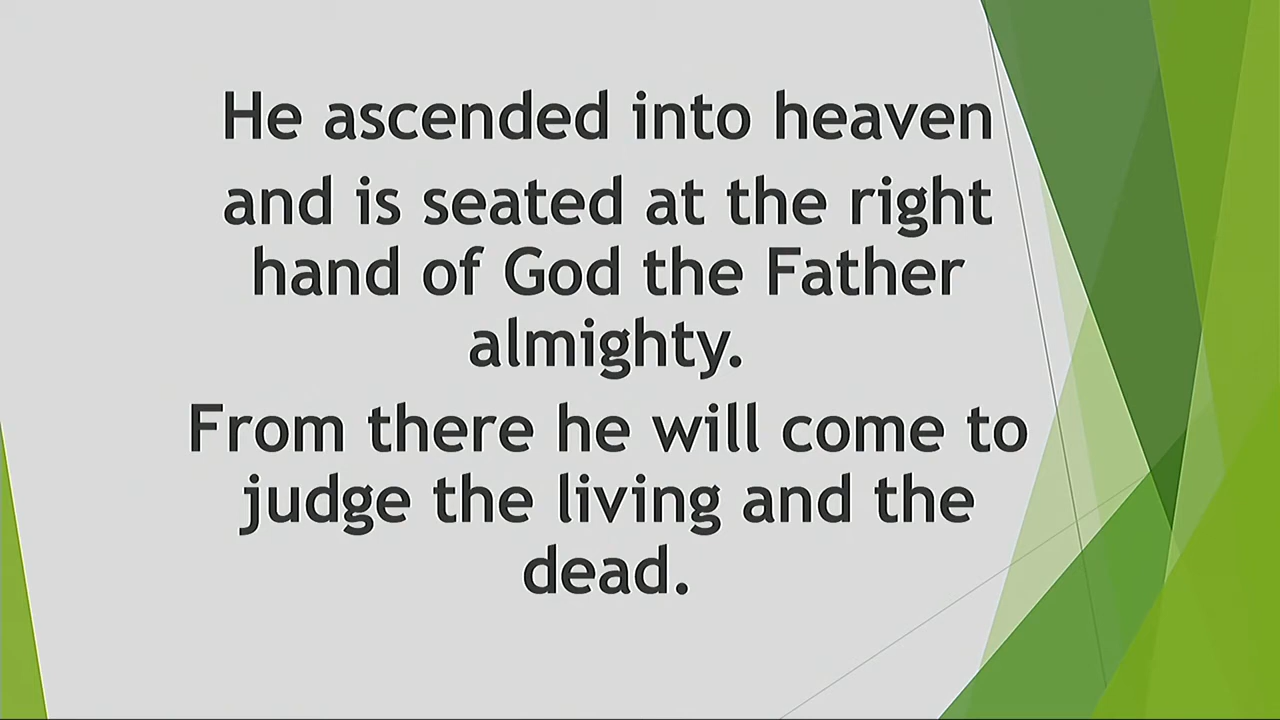 He ascended into heaven
and is seated at the right
hand of God the Father
almighty.
From there he will come to
judge the living and the
dead.